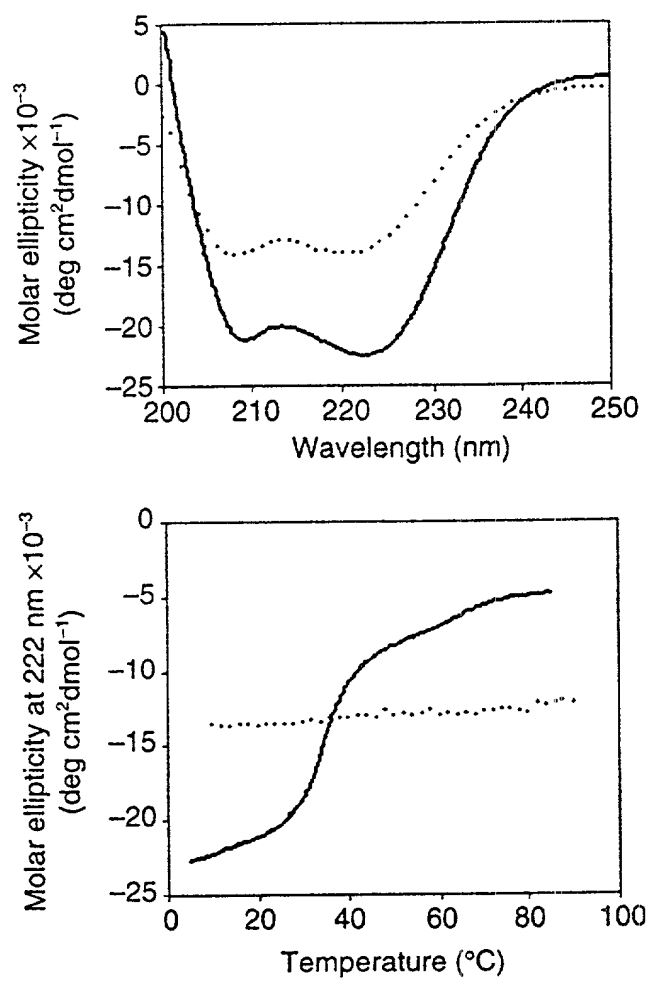 Molar ellipticity ×10⁻³
(deg cm²dmol⁻¹)
5
0
−5
−10
−15
−20
−25
200 210 220 230 240 250
Wavelength (nm)
Molar ellipticity at 222 nm ×10⁻³
(deg cm²dmol⁻¹)
0
−5
−10
−15
−20
−25
0 20 40 60 80 100
Temperature (°C)